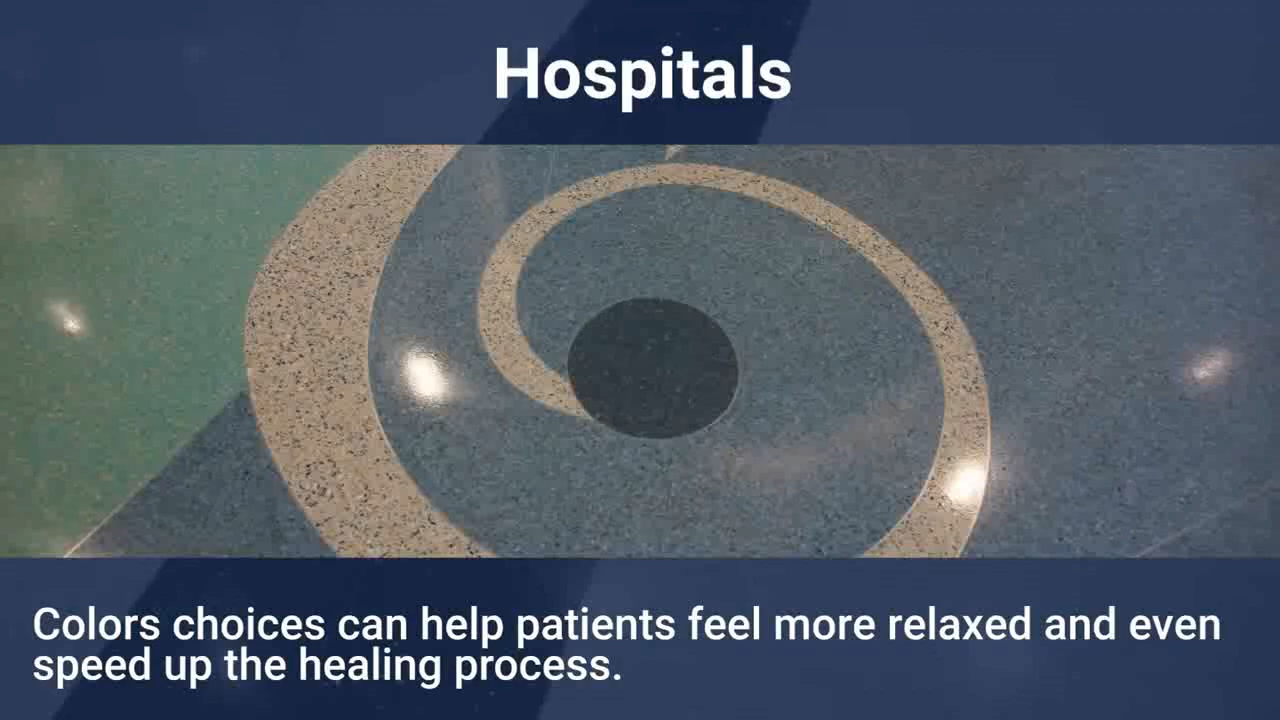 Hospitals
Colors choices can help patients feel more relaxed and even
speed up the healing process.